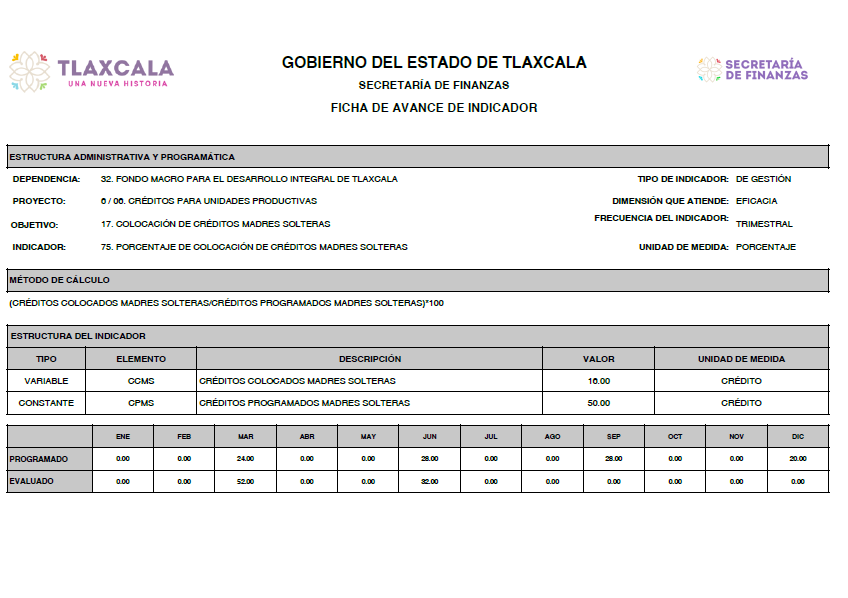 TLAXCALA
UNA NUEVA HISTORIA
GOBIERNO DEL ESTADO DE TLAXCALA
SECRETARÍA DE FINANZAS
FICHA DE AVANCE DE INDICADOR
SECRETARÍA
DE FINANZAS
ESTRUCTURA ADMINISTRATIVA Y PROGRAMÁTICA
DEPENDENCIA: 32. FONDO MACRO PARA EL DESARROLLO INTEGRAL DE TLAXCALA TIPO DE INDICADOR: DE GESTIÓN
PROYECTO: 6 / 06. CRÉDITOS PARA UNIDADES PRODUCTIVAS DIMENSIÓN QUE ATIENDE: EFICACIA
OBJETIVO: 17. COLOCACIÓN DE CRÉDITOS MADRES SOLTERAS FRECUENCIA DEL INDICADOR: TRIMESTRAL
INDICADOR: 75. PORCENTAJE DE COLOCACIÓN DE CRÉDITOS MADRES SOLTERAS UNIDAD DE MEDIDA: PORCENTAJE
MÉTODO DE CÁLCULO
(CRÉDITOS COLOCADOS MADRES SOLTERAS/CRÉDITOS PROGRAMADOS MADRES SOLTERAS)*100
ESTRUCTURA DEL INDICADOR
TIPO ELEMENTO DESCRIPCIÓN VALOR UNIDAD DE MEDIDA
VARIABLE CCMS CRÉDITOS COLOCADOS MADRES SOLTERAS 16.00 CRÉDITO
CONSTANTE CPMS CRÉDITOS PROGRAMADOS MADRES SOLTERAS 50.00 CRÉDITO
ENE FEB MAR ABR MAY JUN JUL AGO SEP OCT NOV DIC
PROGRAMADO 0.00 0.00 24.00 0.00 0.00 28.00 0.00 0.00 28.00 0.00 0.00 20.00
EVALUADO 0.00 0.00 52.00 0.00 0.00 32.00 0.00 0.00 0.00 0.00 0.00 0.00